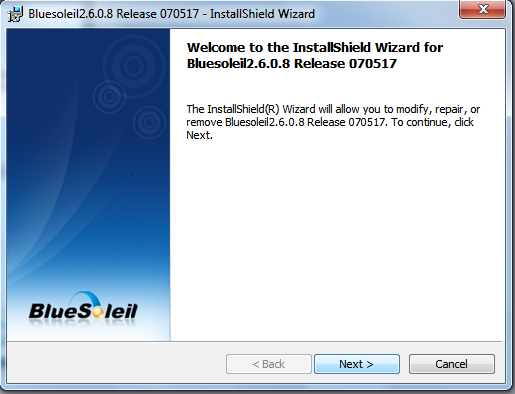 Bluesoleil2.6.0.8 Release 070517 - InstallShield Wizard
Welcome to the InstallShield Wizard for
Bluesoleil2.6.0.8 Release 070517
The InstallShield(R) Wizard will allow you to modify, repair, or
remove Bluesoleil2.6.0.8 Release 070517. To continue, click
Next.
BlueSoleil
< Back
Next >
Cancel